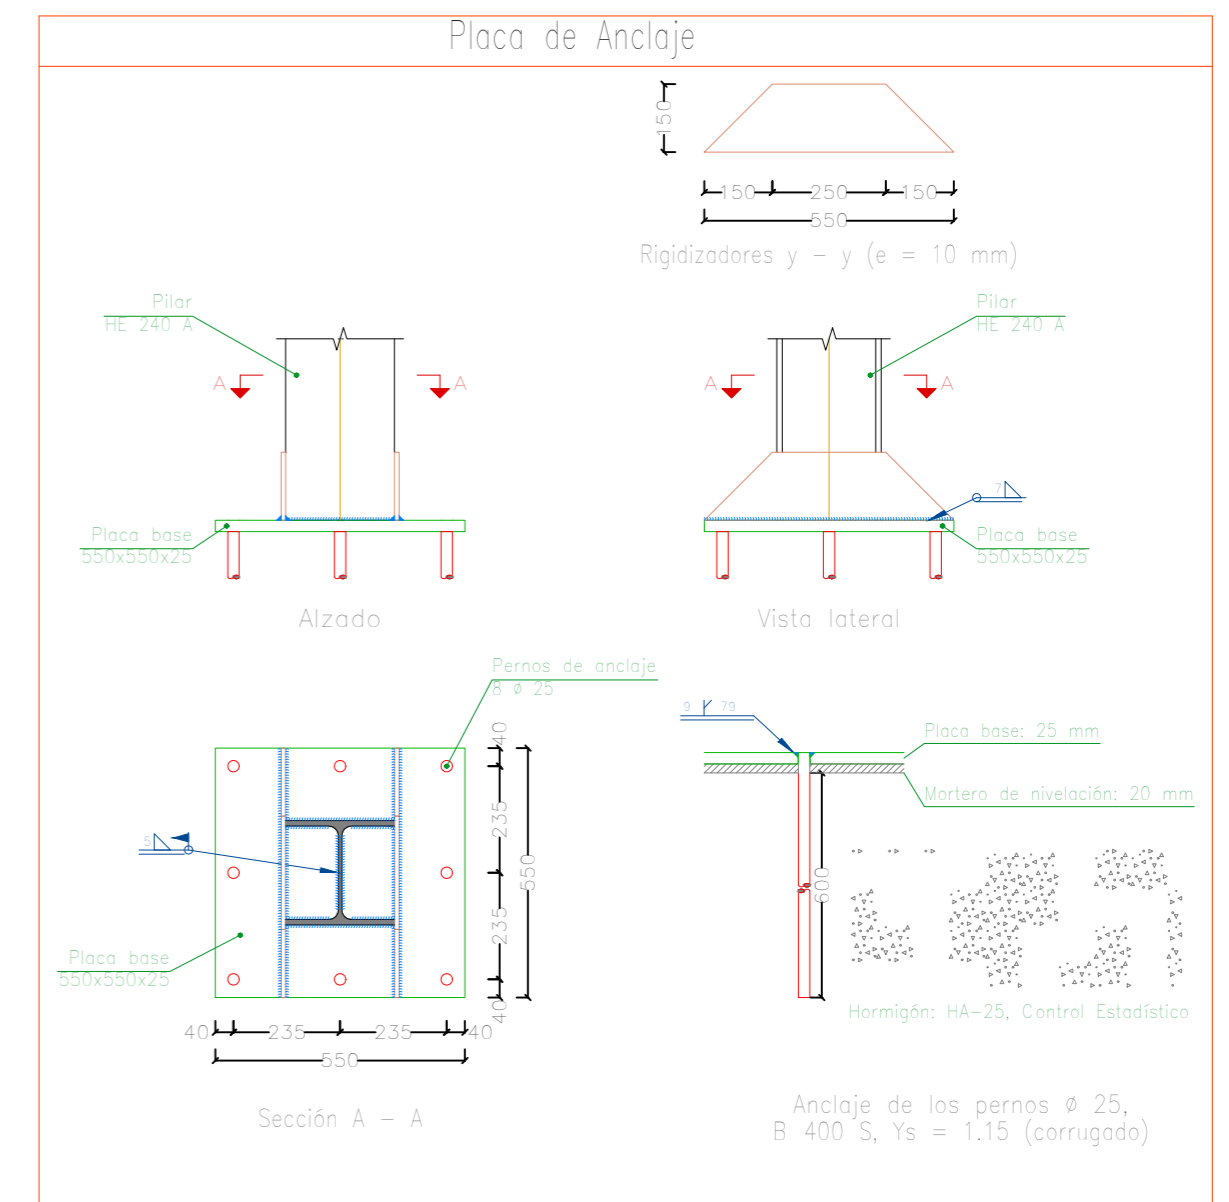 Placa de Anclaje
150
150 250 150
550
Rigidizadores y - y (e = 10 mm)
Pilar
HE 240 A
A A
Placa base
550x550x25
Alzado
Pilar
HE 240 A
A A
7
Placa base
550x550x25
Vista lateral
Pernos de anclaje
8 ø 25
40
235
235
40
550
5
Placa base
550x550x25
40 235 235 40
550
Sección A - A
9 79
Placa base: 25 mm
Mortero de nivelación: 20 mm
600
Hormigón: HA-25, Control Estadístico
Anclaje de los pernos ø 25,
B 400 S, Ys = 1.15 (corrugado)